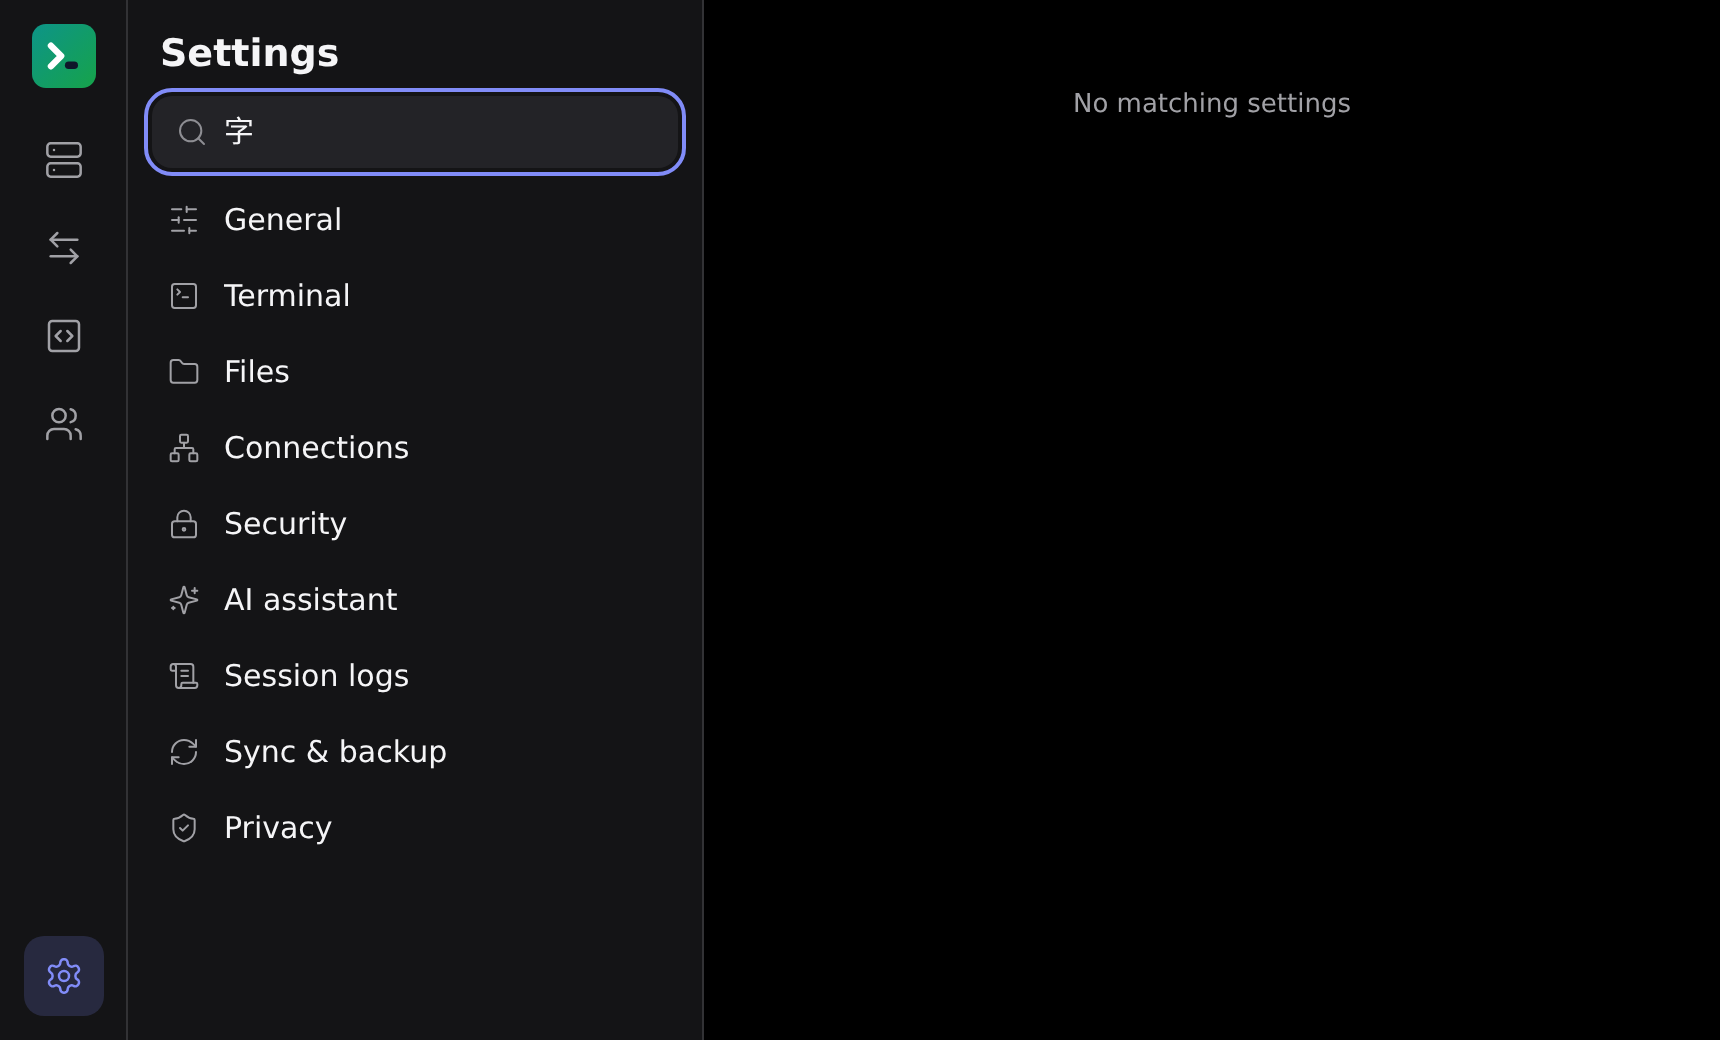 Settings
字
General
Terminal
Files
Connections
Security
AI assistant
Session logs
Sync & backup
Privacy
No matching settings